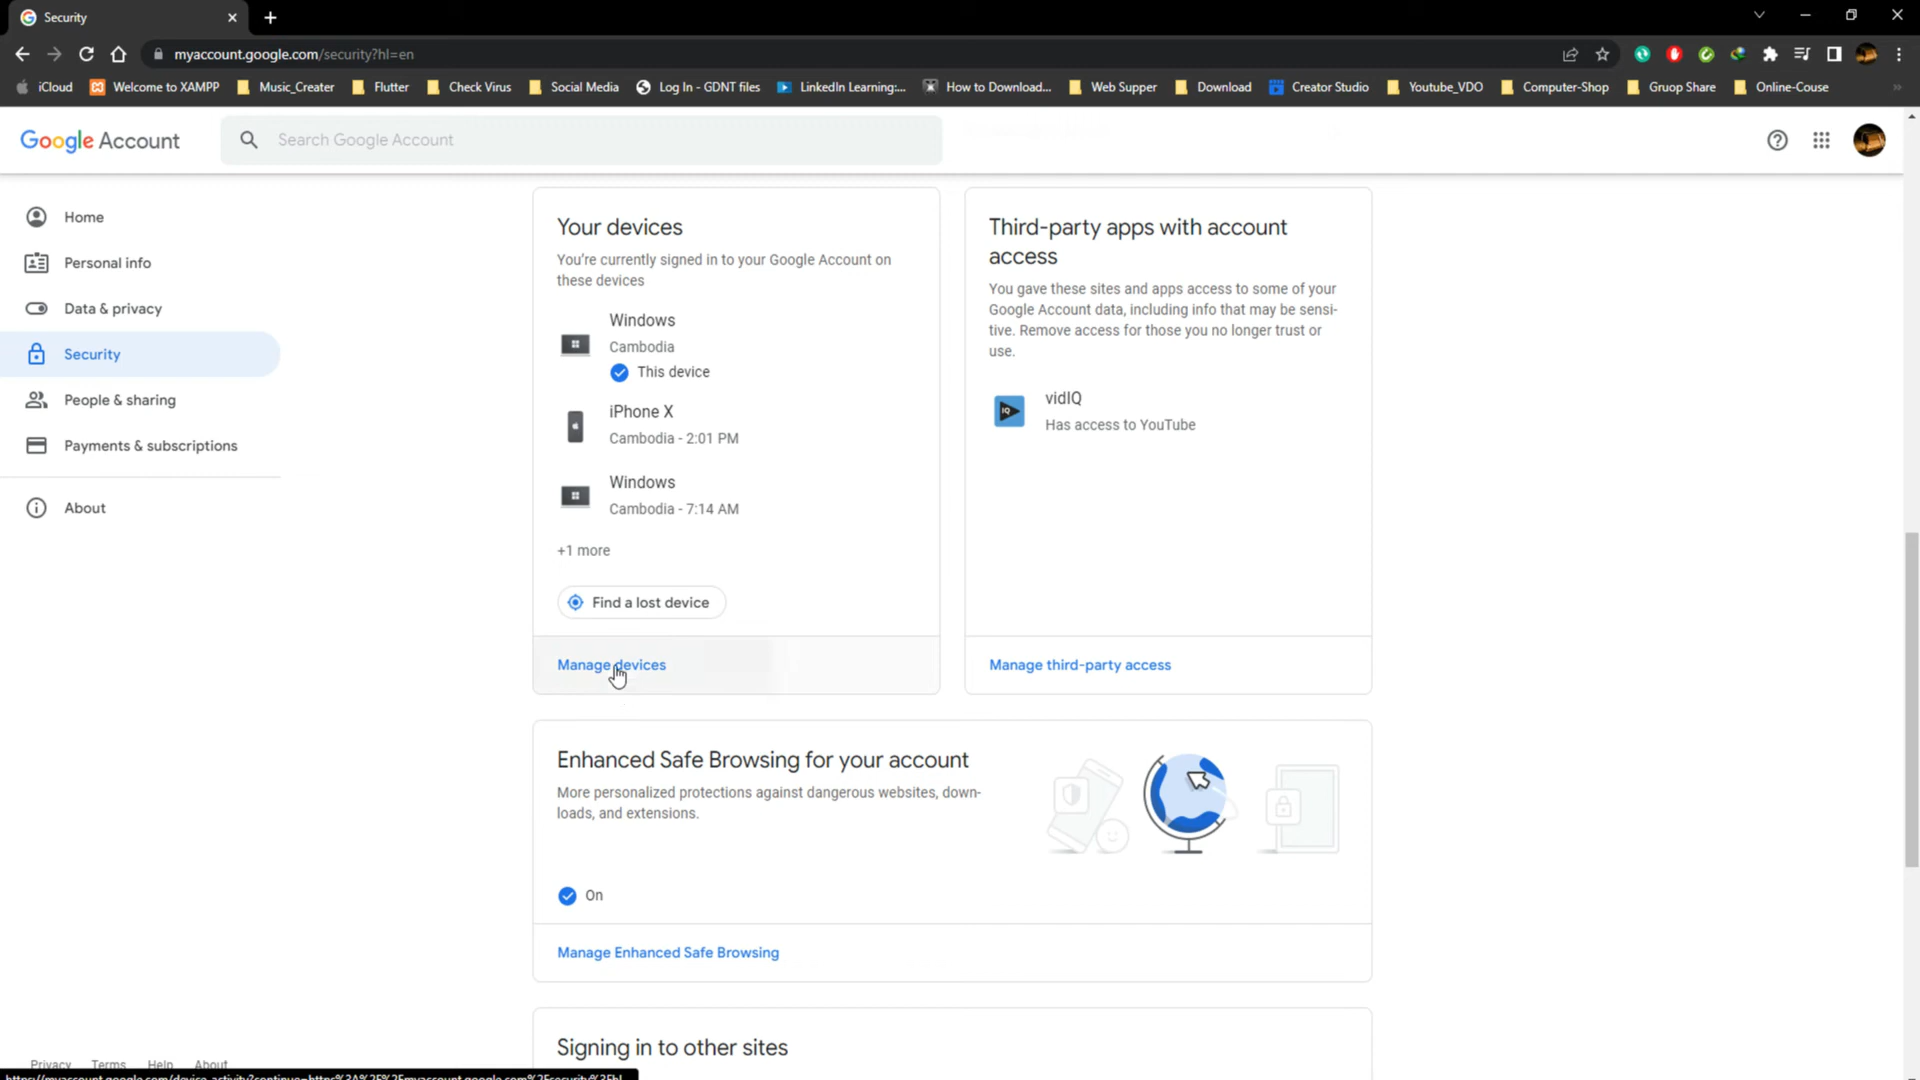 Security
myaccount.google.com/security?hl=en
iCloud
Welcome to XAMPP
Music_Creater
Flutter
Check Virus
Social Media
Log In - GDNT files
LinkedIn Learning:...
How to Download...
Web Supper
Download
Creator Studio
Youtube_VDO
Computer-Shop
Gruop Share
Online-Couse
Google Account
Search Google Account
Home
Personal info
Data & privacy
Security
People & sharing
Payments & subscriptions
About
Your devices
You're currently signed in to your Google Account on
these devices
Windows
Cambodia
This device
iPhone X
Cambodia - 2:01 PM
Windows
Cambodia - 7:14 AM
+1 more
Find a lost device
Manage devices
Third-party apps with account
access
You gave these sites and apps access to some of your
Google Account data, including info that may be sensi-
tive. Remove access for those you no longer trust or
use.
IQ
vidIQ
Has access to YouTube
Manage third-party access
Enhanced Safe Browsing for your account
More personalized protections against dangerous websites, down-
loads, and extensions.
On
Manage Enhanced Safe Browsing
Signing in to other sites
Privacy
Terms
Help
About